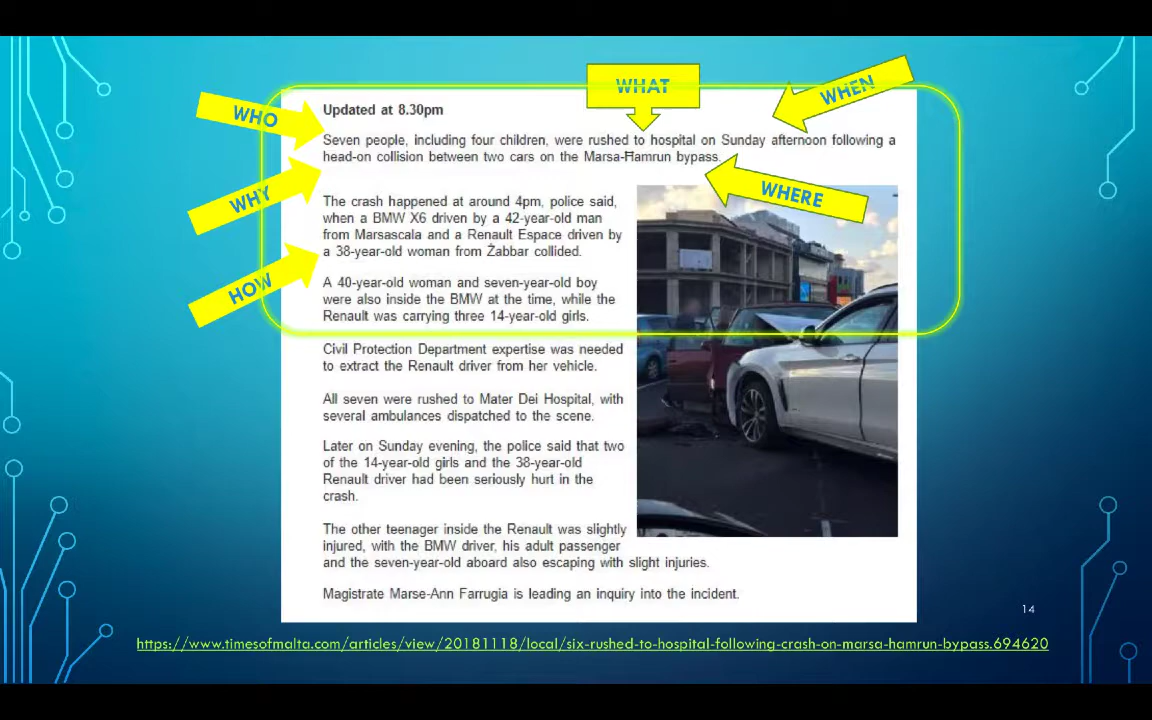 WHAT
WHEN
WHO
Updated at 8.30pm
Seven people, including four children, were rushed to hospital on Sunday afternoon following a
head-on collision between two cars on the Marsa-Ħamrun bypass.
WHY
WHERE
The crash happened at around 4pm, police said,
when a BMW X6 driven by a 42-year-old man
from Marsascala and a Renault Espace driven by
a 38-year-old woman from Żabbar collided.
HOW
A 40-year-old woman and seven-year-old boy
were also inside the BMW at the time, while the
Renault was carrying three 14-year-old girls.
Civil Protection Department expertise was needed
to extract the Renault driver from her vehicle.
All seven were rushed to Mater Dei Hospital, with
several ambulances dispatched to the scene.
Later on Sunday evening, the police said that two
of the 14-year-old girls and the 38-year-old
Renault driver had been seriously hurt in the
crash.
The other teenager inside the Renault was slightly
injured, with the BMW driver, his adult passenger
and the seven-year-old aboard also escaping with slight injuries.
Magistrate Marse-Ann Farrugia is leading an inquiry into the incident.
14
https://www.timesofmalta.com/articles/view/20181118/local/six-rushed-to-hospital-following-crash-on-marsa-hamrun-bypass.694620